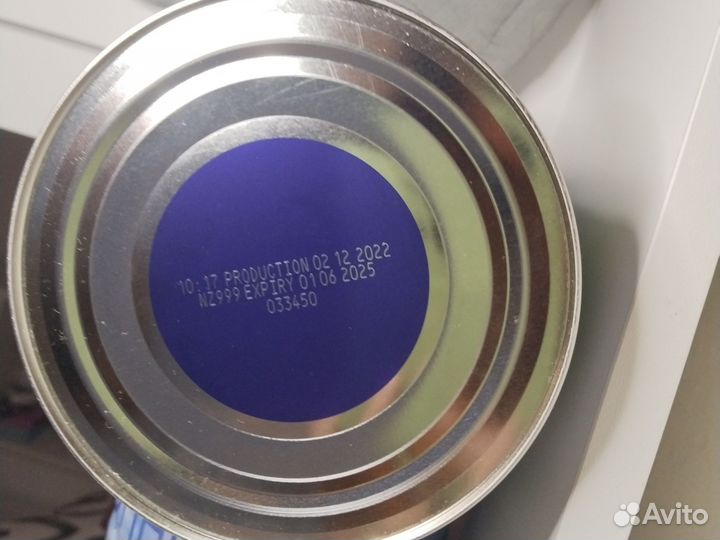 10:17 PRODUCTION 02 12 2022
NZ999 EXPIRY 01 06 2025
033450
Avito